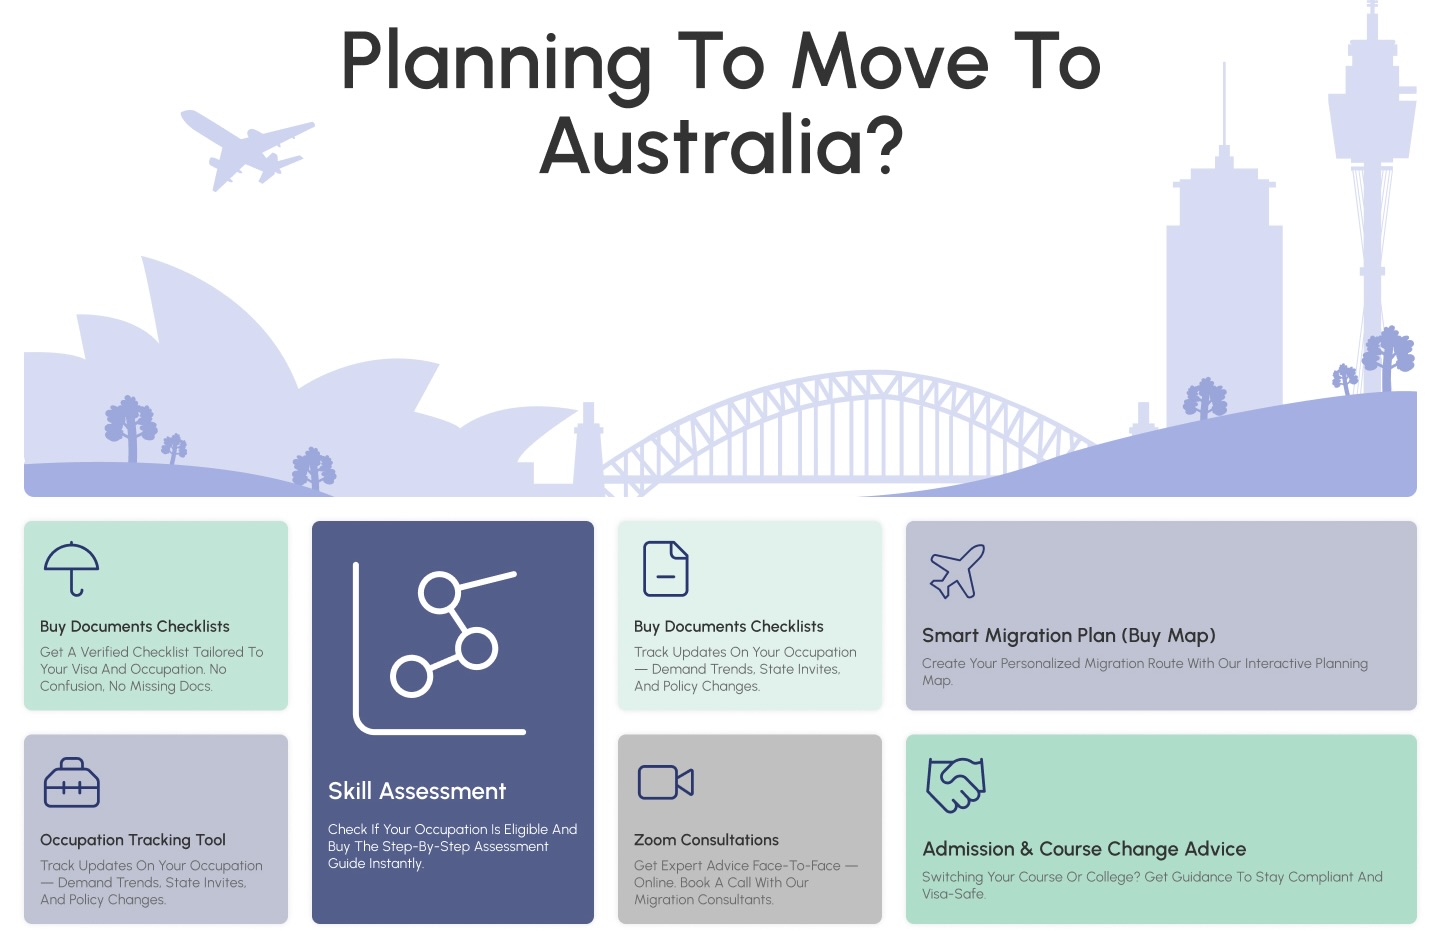 Planning To Move To
Australia?
Buy Documents Checklists
Get A Verified Checklist Tailored To
Your Visa And Occupation. No
Confusion, No Missing Docs.
Skill Assessment
Check If Your Occupation Is Eligible And
Buy The Step-By-Step Assessment
Guide Instantly.
Buy Documents Checklists
Track Updates On Your Occupation
— Demand Trends, State Invites,
And Policy Changes.
Smart Migration Plan (Buy Map)
Create Your Personalized Migration Route With Our Interactive Planning
Map.
Occupation Tracking Tool
Track Updates On Your Occupation
— Demand Trends, State Invites,
And Policy Changes.
Zoom Consultations
Get Expert Advice Face-To-Face —
Online. Book A Call With Our
Migration Consultants.
Admission & Course Change Advice
Switching Your Course Or College? Get Guidance To Stay Compliant And
Visa-Safe.